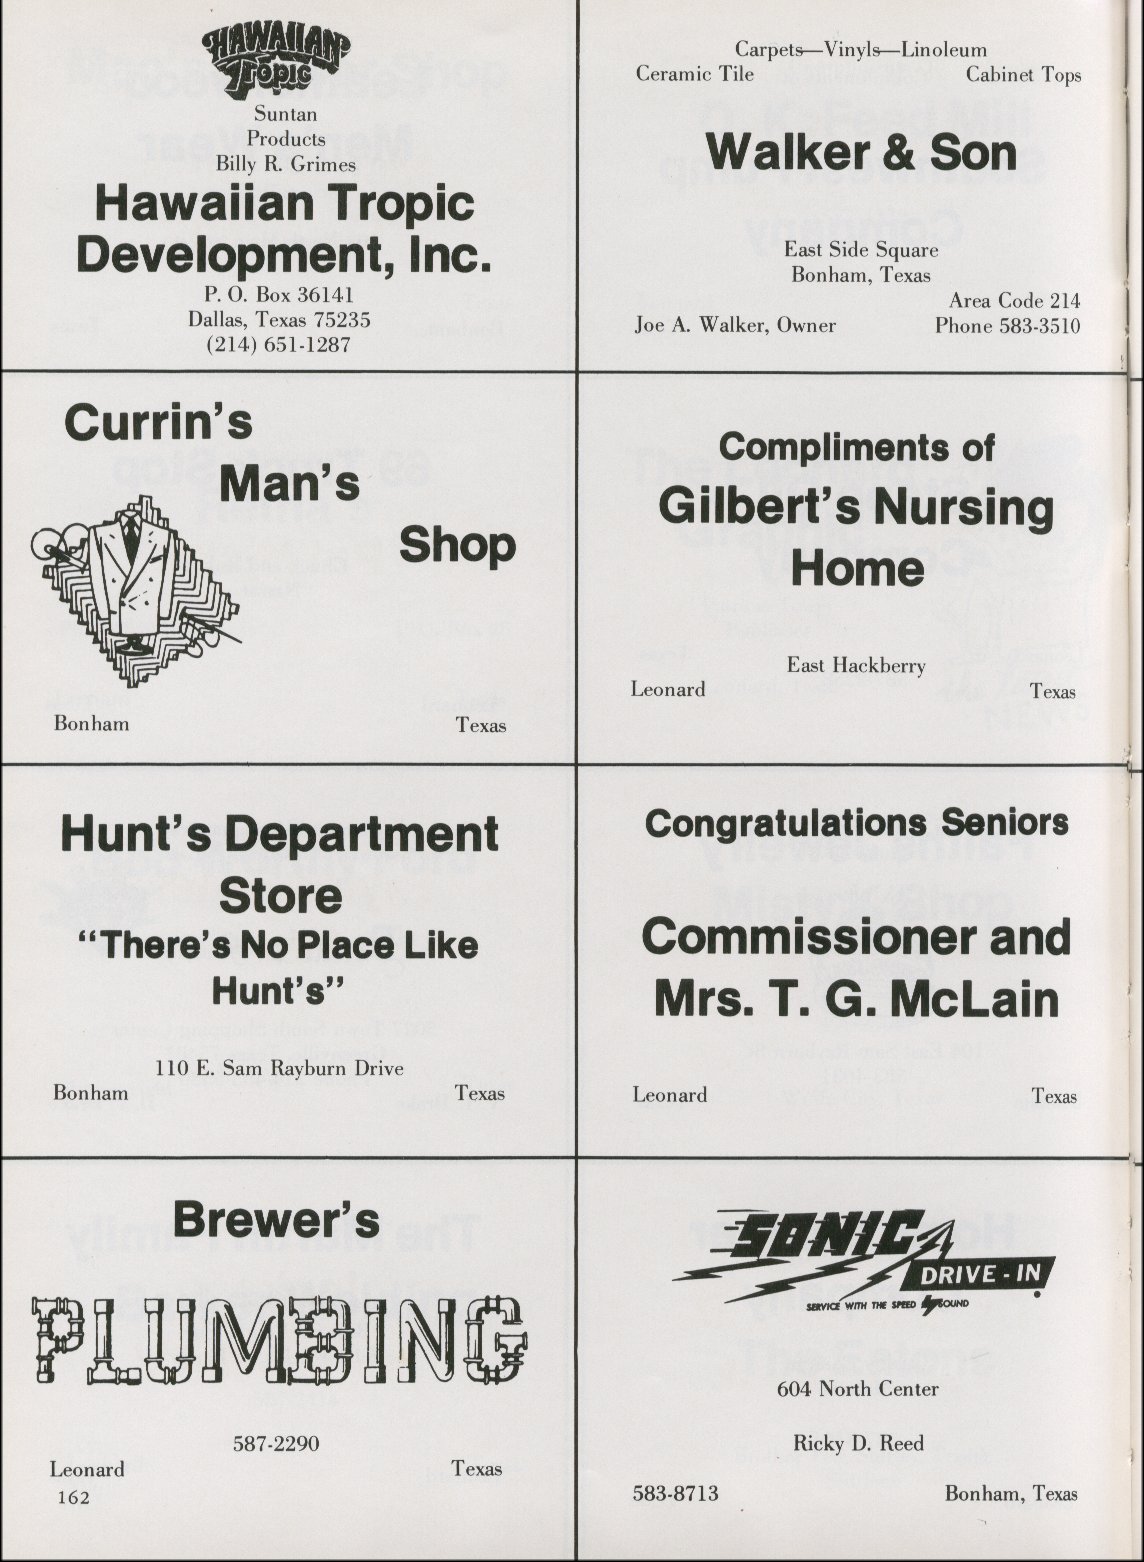 HAWAIIAN
Tropic
Suntan
Products
Billy R. Grimes
Hawaiian Tropic
Development, Inc.
P. O. Box 36141
Dallas, Texas 75235
(214) 651-1287
Carpets—Vinyls—Linoleum
Ceramic Tile Cabinet Tops
Walker & Son
East Side Square
Bonham, Texas
Area Code 214
Joe A. Walker, Owner Phone 583-3510
Currin's
Man's
Shop
Bonham Texas
Compliments of
Gilbert's Nursing
Home
East Hackberry
Leonard Texas
Hunt's Department
Store
"There's No Place Like
Hunt's"
110 E. Sam Rayburn Drive
Bonham Texas
Congratulations Seniors
Commissioner and
Mrs. T. G. McLain
Leonard Texas
Brewer's
PLUMBING
587-2290
Leonard Texas
162
SONIC
DRIVE-IN
SERVICE WITH THE SPEED OF SOUND
604 North Center
Ricky D. Reed
583-8713 Bonham, Texas